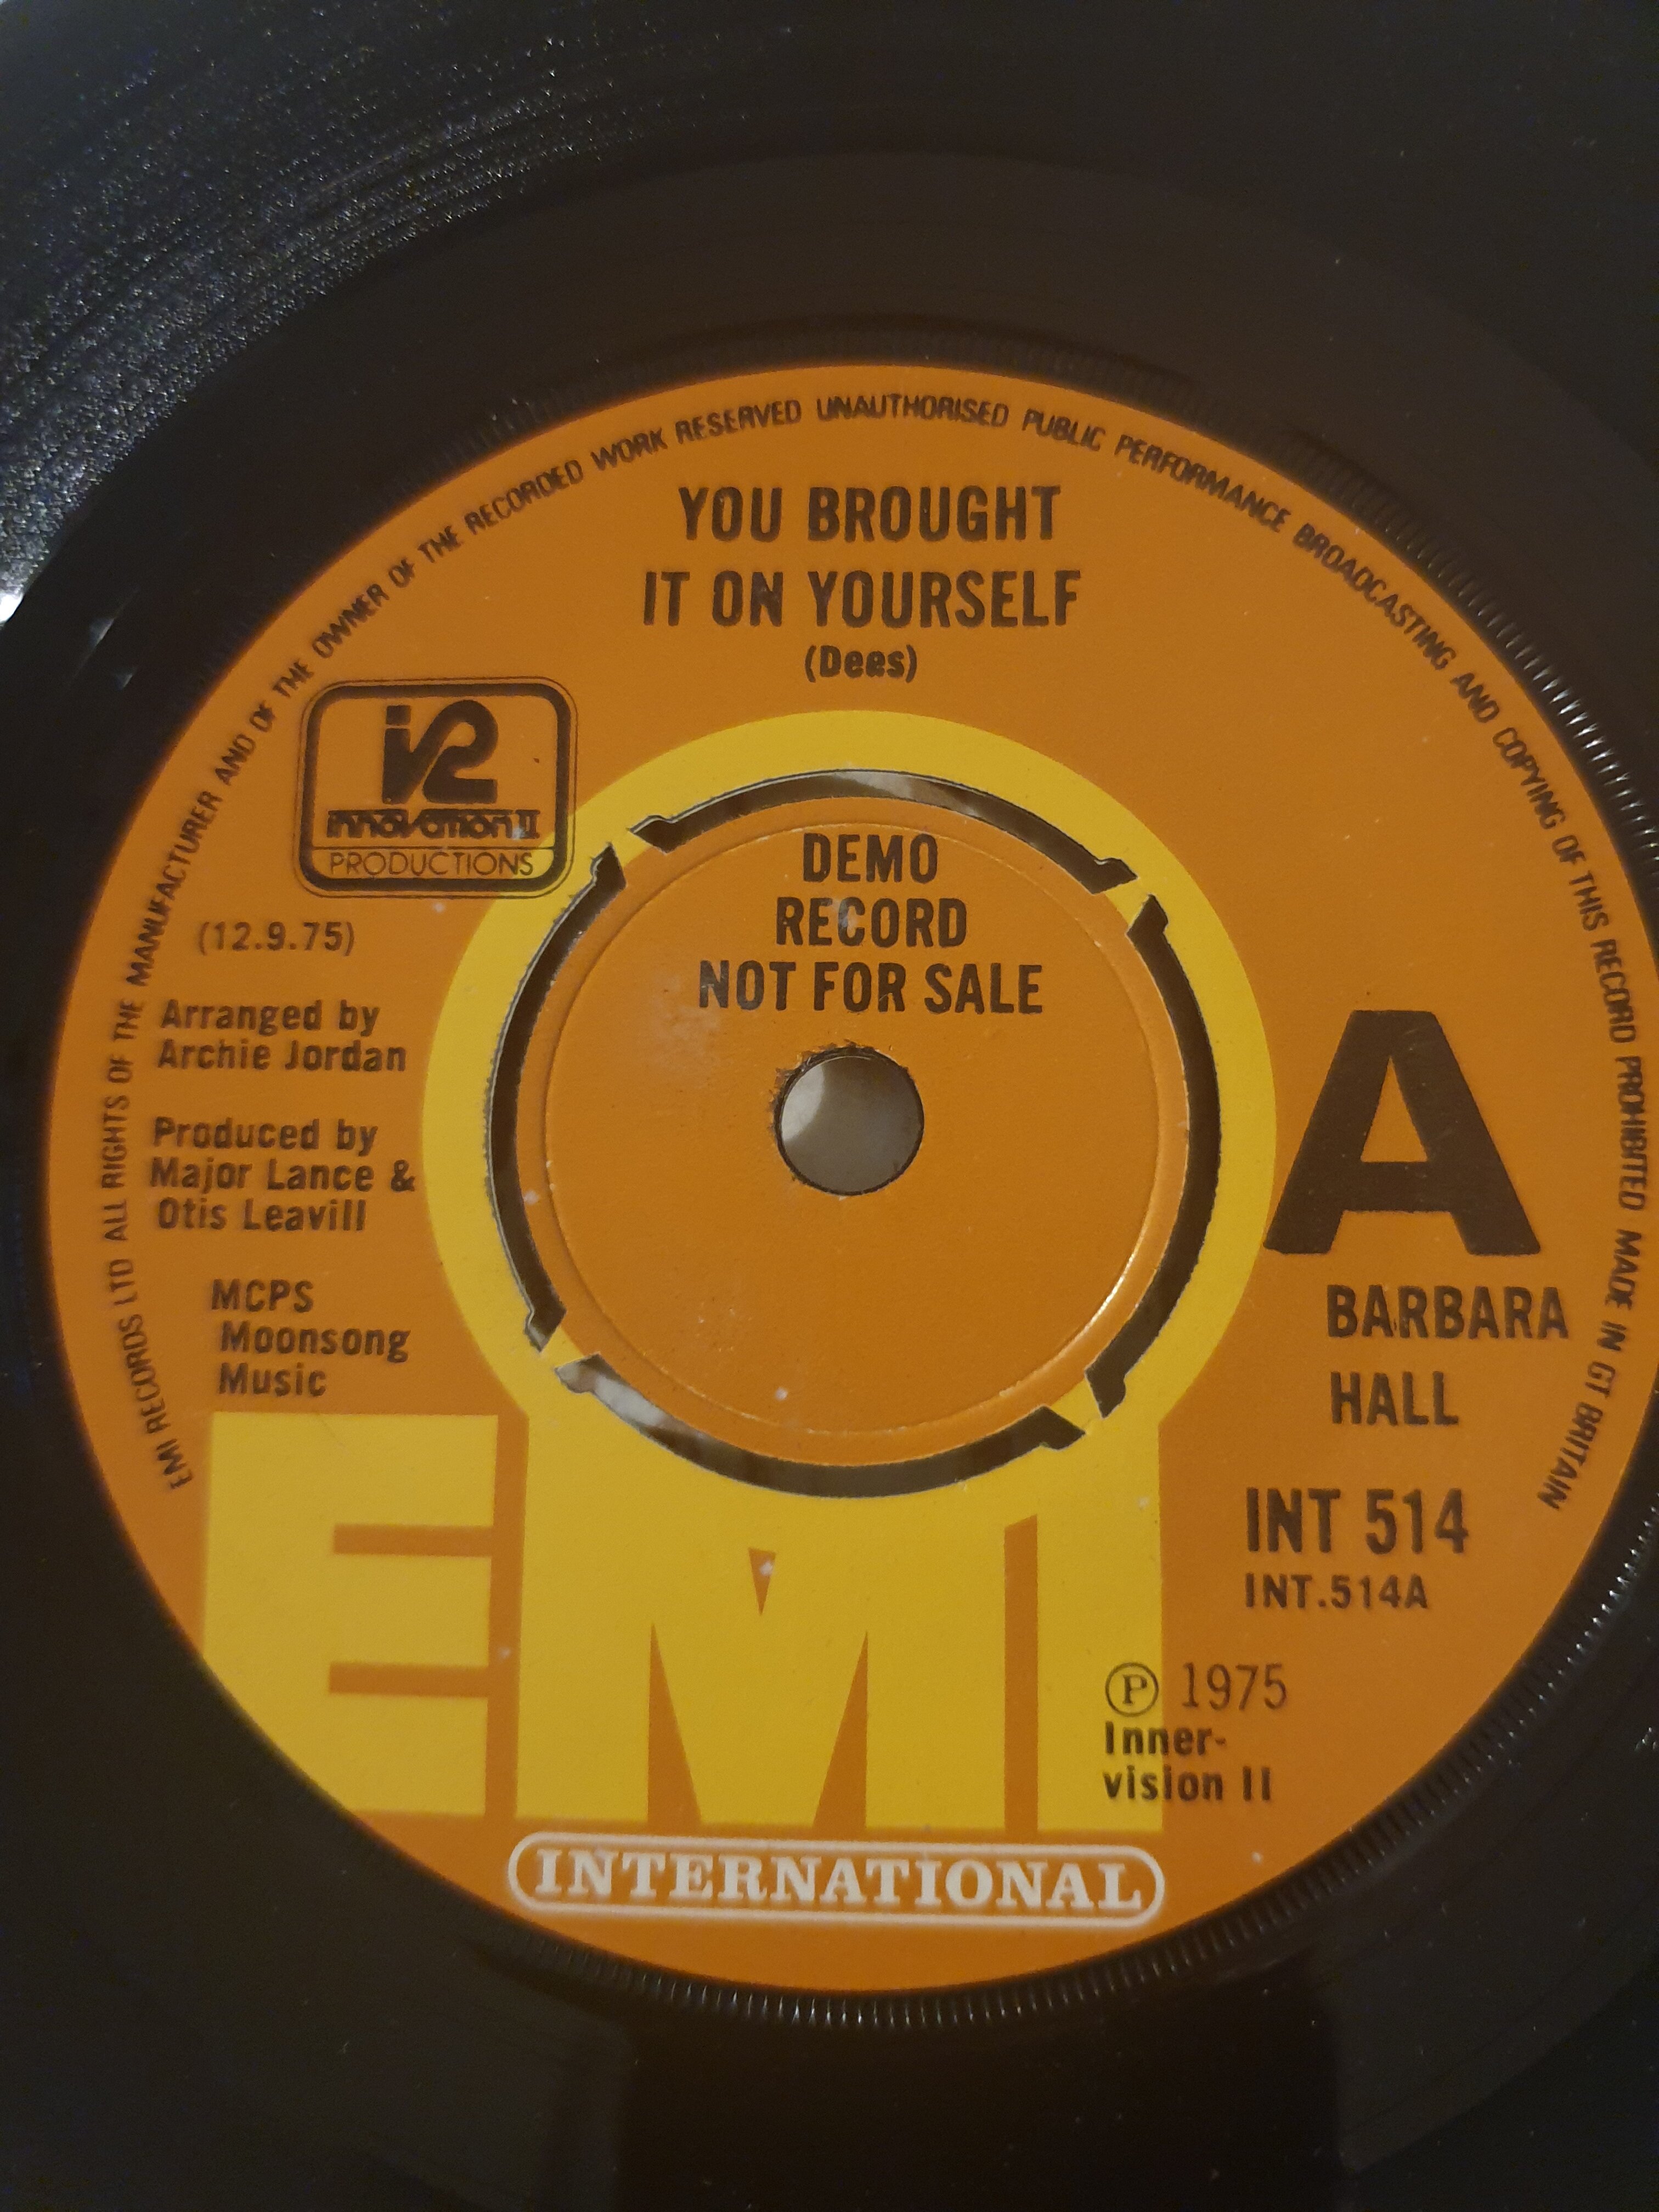 EMI RECORDS LTD ALL RIGHTS OF THE MANUFACTURER AND OF THE OWNER OF THE RECORDED WORK RESERVED UNAUTHORISED PUBLIC PERFORMANCE BROADCASTING AND COPYING OF THIS RECORD PROHIBITED MADE IN GT BRITAIN
YOU BROUGHT
IT ON YOURSELF
(Dees)
i2
innovation II
PRODUCTIONS
DEMO
RECORD
NOT FOR SALE
(12.9.75)
Arranged by
Archie Jordan
Produced by
Major Lance &
Otis Leavill
MCPS
Moonsong
Music
A
BARBARA
HALL
INT 514
INT.514A
℗ 1975
Inner-
vision II
EMI
INTERNATIONAL